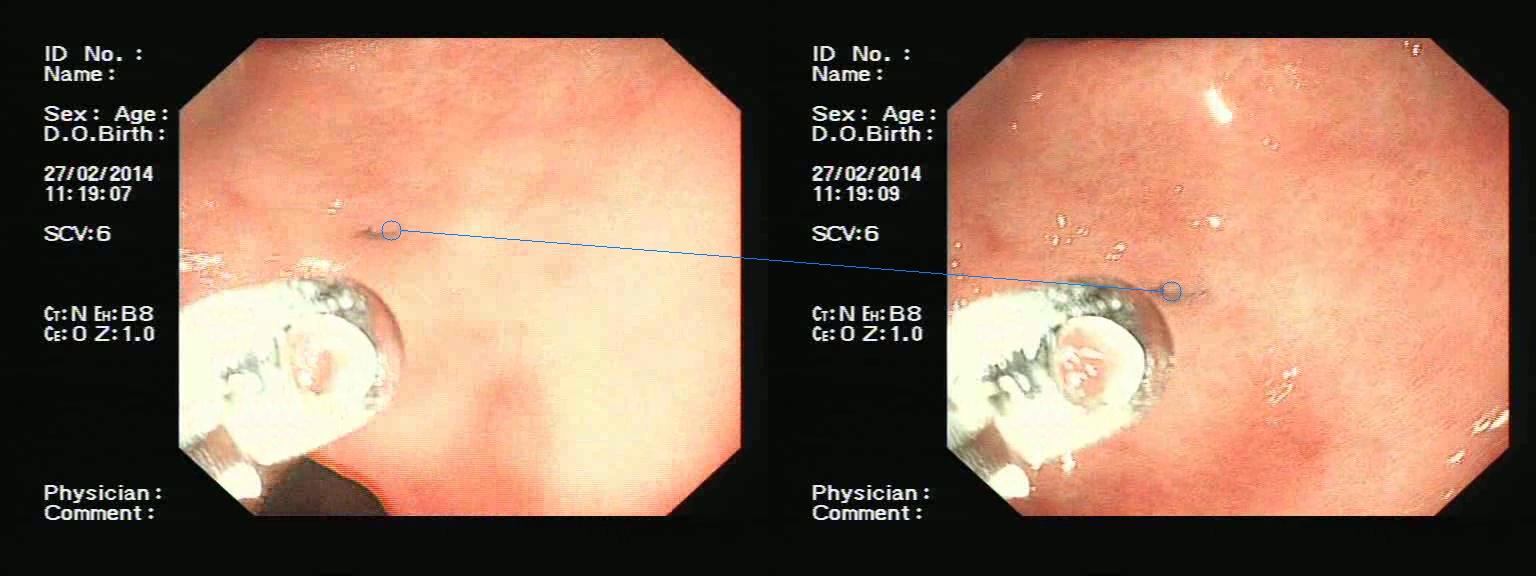 ID No. :
Name:
Sex: Age:
D.O.Birth:
27/02/2014
11:19:07
SCV:6
CT:N EH:B8
CE:0 Z:1.0
Physician:
Comment:
ID No. :
Name:
Sex: Age:
D.O.Birth:
27/02/2014
11:19:09
SCV:6
CT:N EH:B8
CE:0 Z:1.0
Physician:
Comment: